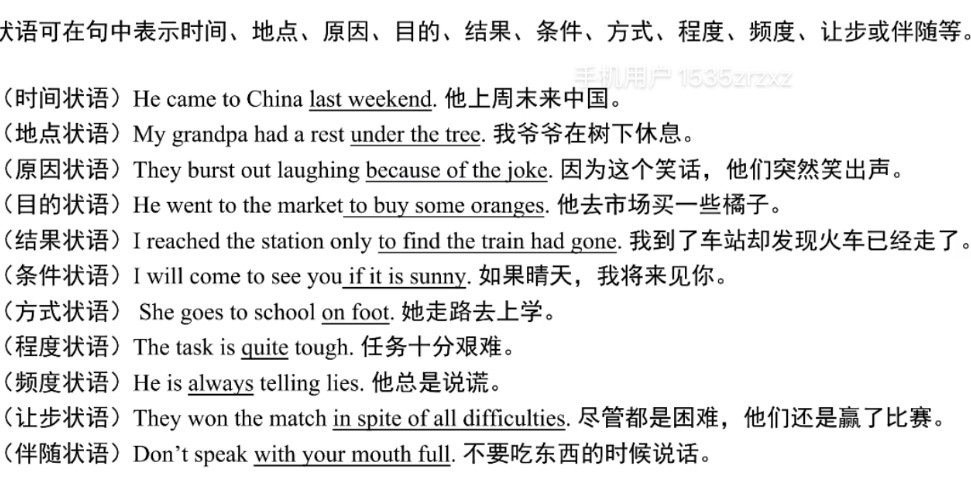 状语可在句中表示时间、地点、原因、目的、结果、条件、方式、程度、频度、让步或伴随等。
手机用户 1535zrzxz
（时间状语）He came to China last weekend. 他上周末来中国。
（地点状语）My grandpa had a rest under the tree. 我爷爷在树下休息。
（原因状语）They burst out laughing because of the joke. 因为这个笑话，他们突然笑出声。
（目的状语）He went to the market to buy some oranges. 他去市场买一些橘子。
（结果状语）I reached the station only to find the train had gone. 我到了车站却发现火车已经走了。
（条件状语）I will come to see you if it is sunny. 如果晴天，我将来见你。
（方式状语） She goes to school on foot. 她走路去上学。
（程度状语）The task is quite tough. 任务十分艰难。
（频度状语）He is always telling lies. 他总是说谎。
（让步状语）They won the match in spite of all difficulties. 尽管都是困难，他们还是赢了比赛。
（伴随状语）Don’t speak with your mouth full. 不要吃东西的时候说话。